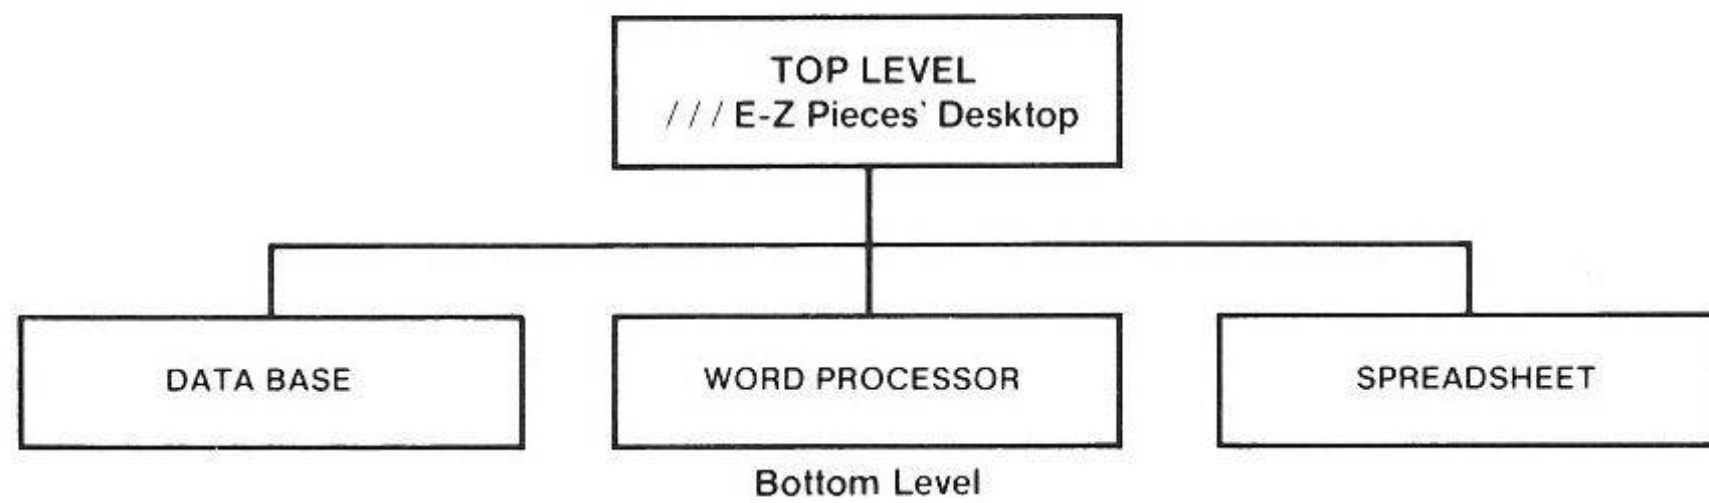 TOP LEVEL
/// E-Z Pieces' Desktop
DATA BASE
WORD PROCESSOR
SPREADSHEET
Bottom Level